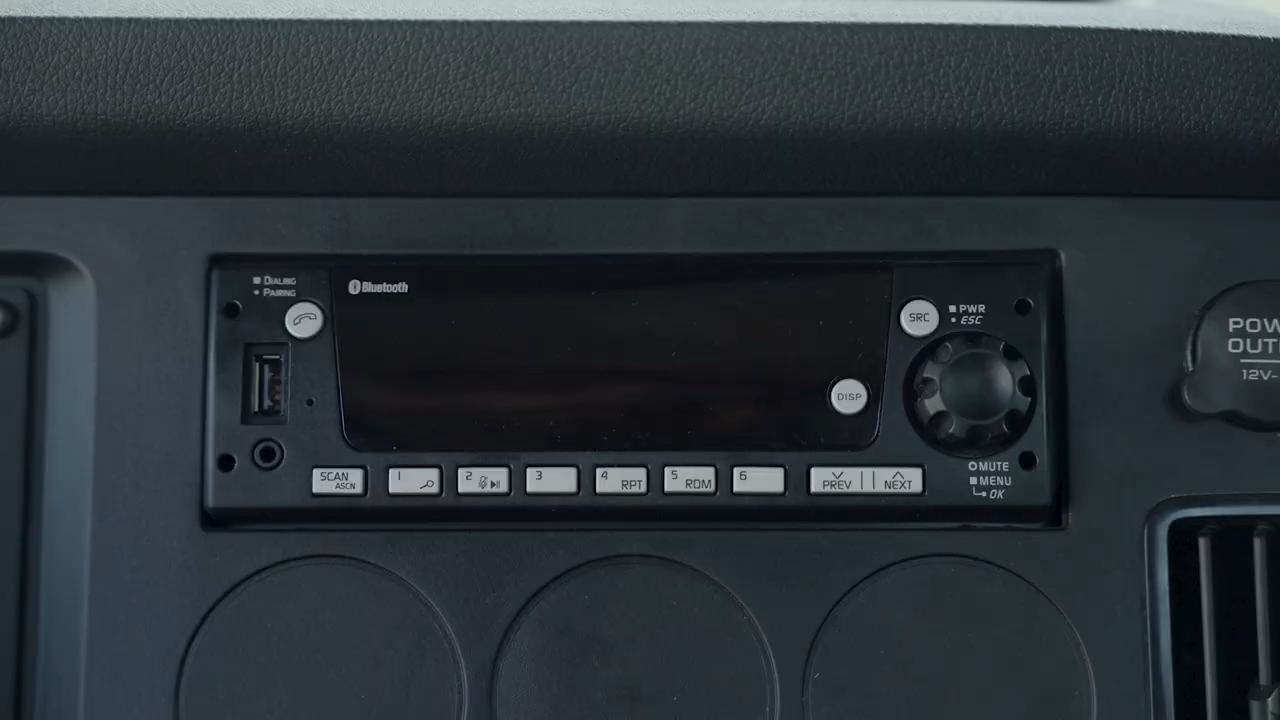 DIALING
PAIRING
Bluetooth
SRC
PWR
ESC
POW
OUT
12V-
DISP
MUTE
MENU
OK
SCAN
ASCN
1
2
3
4
RPT
5
RDM
6
PREV
NEXT